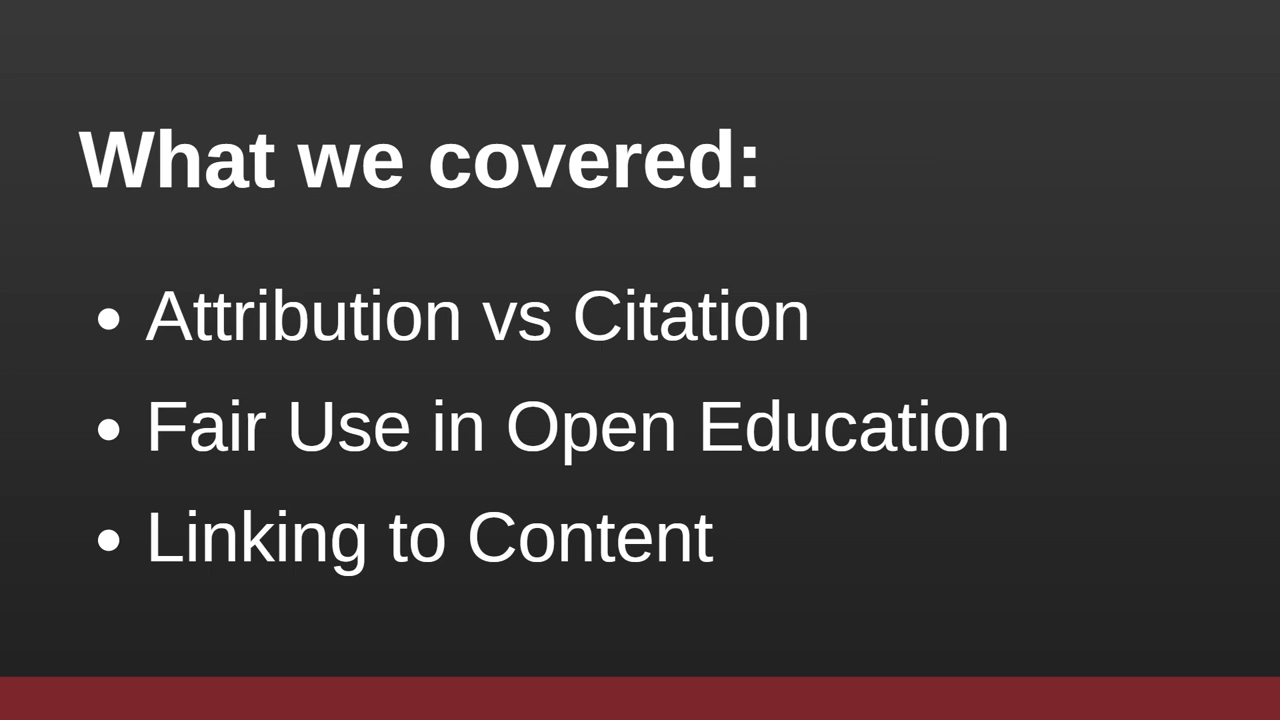 What we covered:
• Attribution vs Citation
• Fair Use in Open Education
• Linking to Content